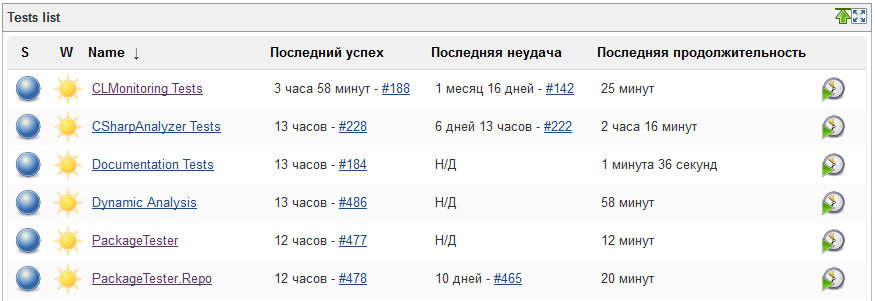 Tests list
S W Name ↓ Последний успех Последняя неудача Последняя продолжительность
CLMonitoring Tests 3 часа 58 минут - #188 1 месяц 16 дней - #142 25 минут
CSharpAnalyzer Tests 13 часов - #228 6 дней 13 часов - #222 2 часа 16 минут
Documentation Tests 13 часов - #184 Н/Д 1 минута 36 секунд
Dynamic Analysis 13 часов - #486 Н/Д 58 минут
PackageTester 12 часов - #477 Н/Д 12 минут
PackageTester.Repo 12 часов - #478 10 дней - #465 20 минут